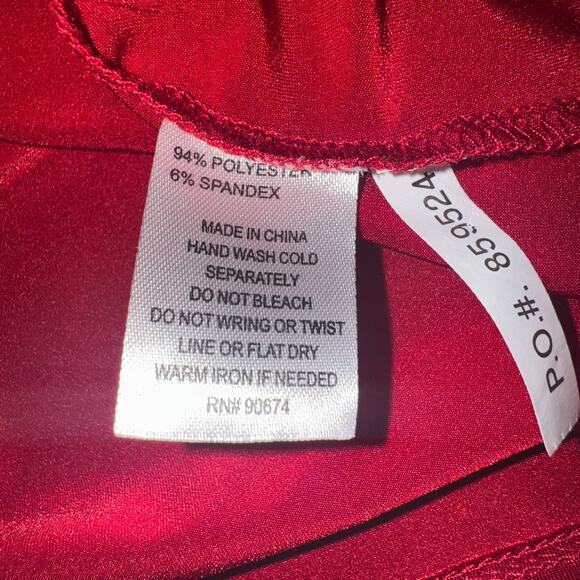 94% POLYESTER
6% SPANDEX
MADE IN CHINA
HAND WASH COLD
SEPARATELY
DO NOT BLEACH
DO NOT WRING OR TWIST
LINE OR FLAT DRY
WARM IRON IF NEEDED
RN# 90674
P.O.#. 859524